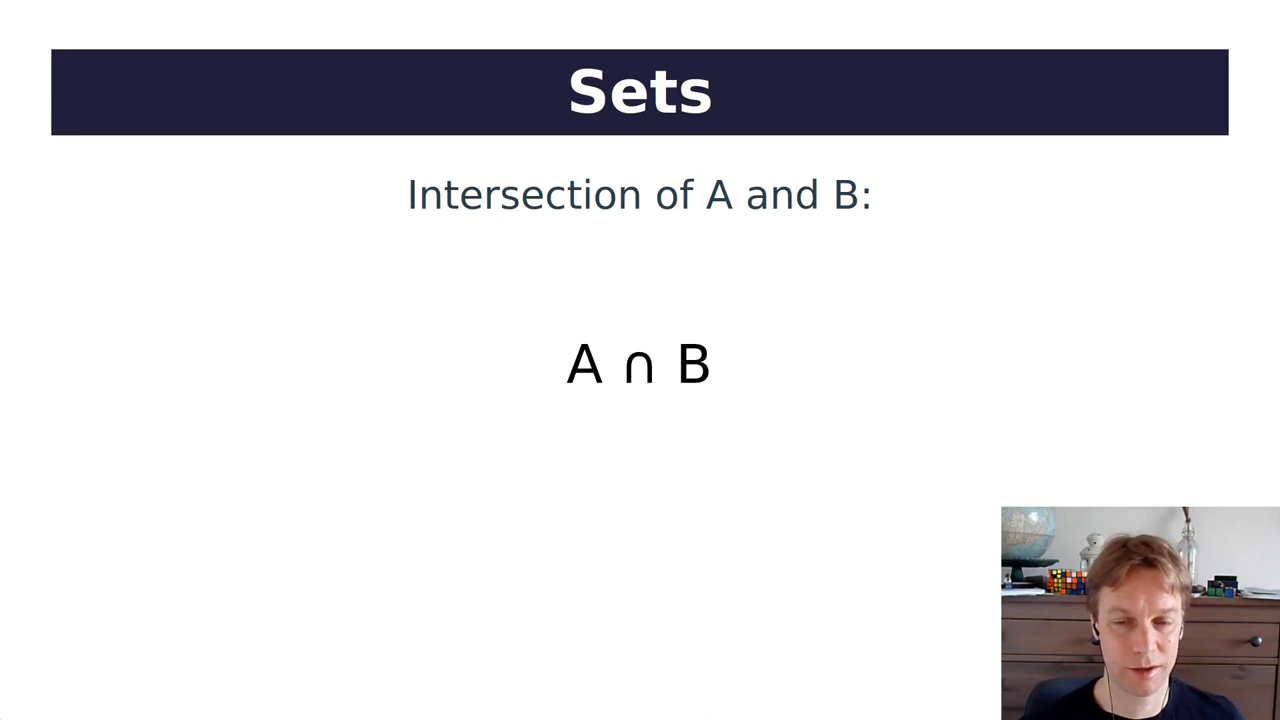 Sets
Intersection of A and B:
A ∩ B